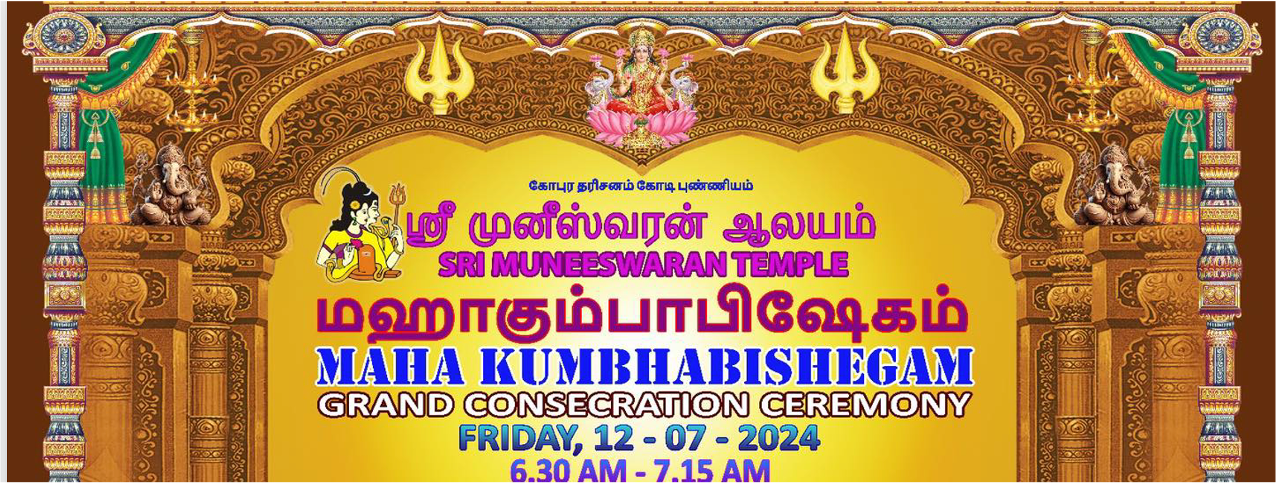 கோபுர தரிசனம் கோடி புண்ணியம்
ஸ்ரீ முனீஸ்வரன் ஆலயம்
SRI MUNEESWARAN TEMPLE
மஹாகும்பாபிஷேகம்
MAHA KUMBHABISHEGAM
GRAND CONSECRATION CEREMONY
FRIDAY, 12 - 07 - 2024
6.30 AM - 7.15 AM